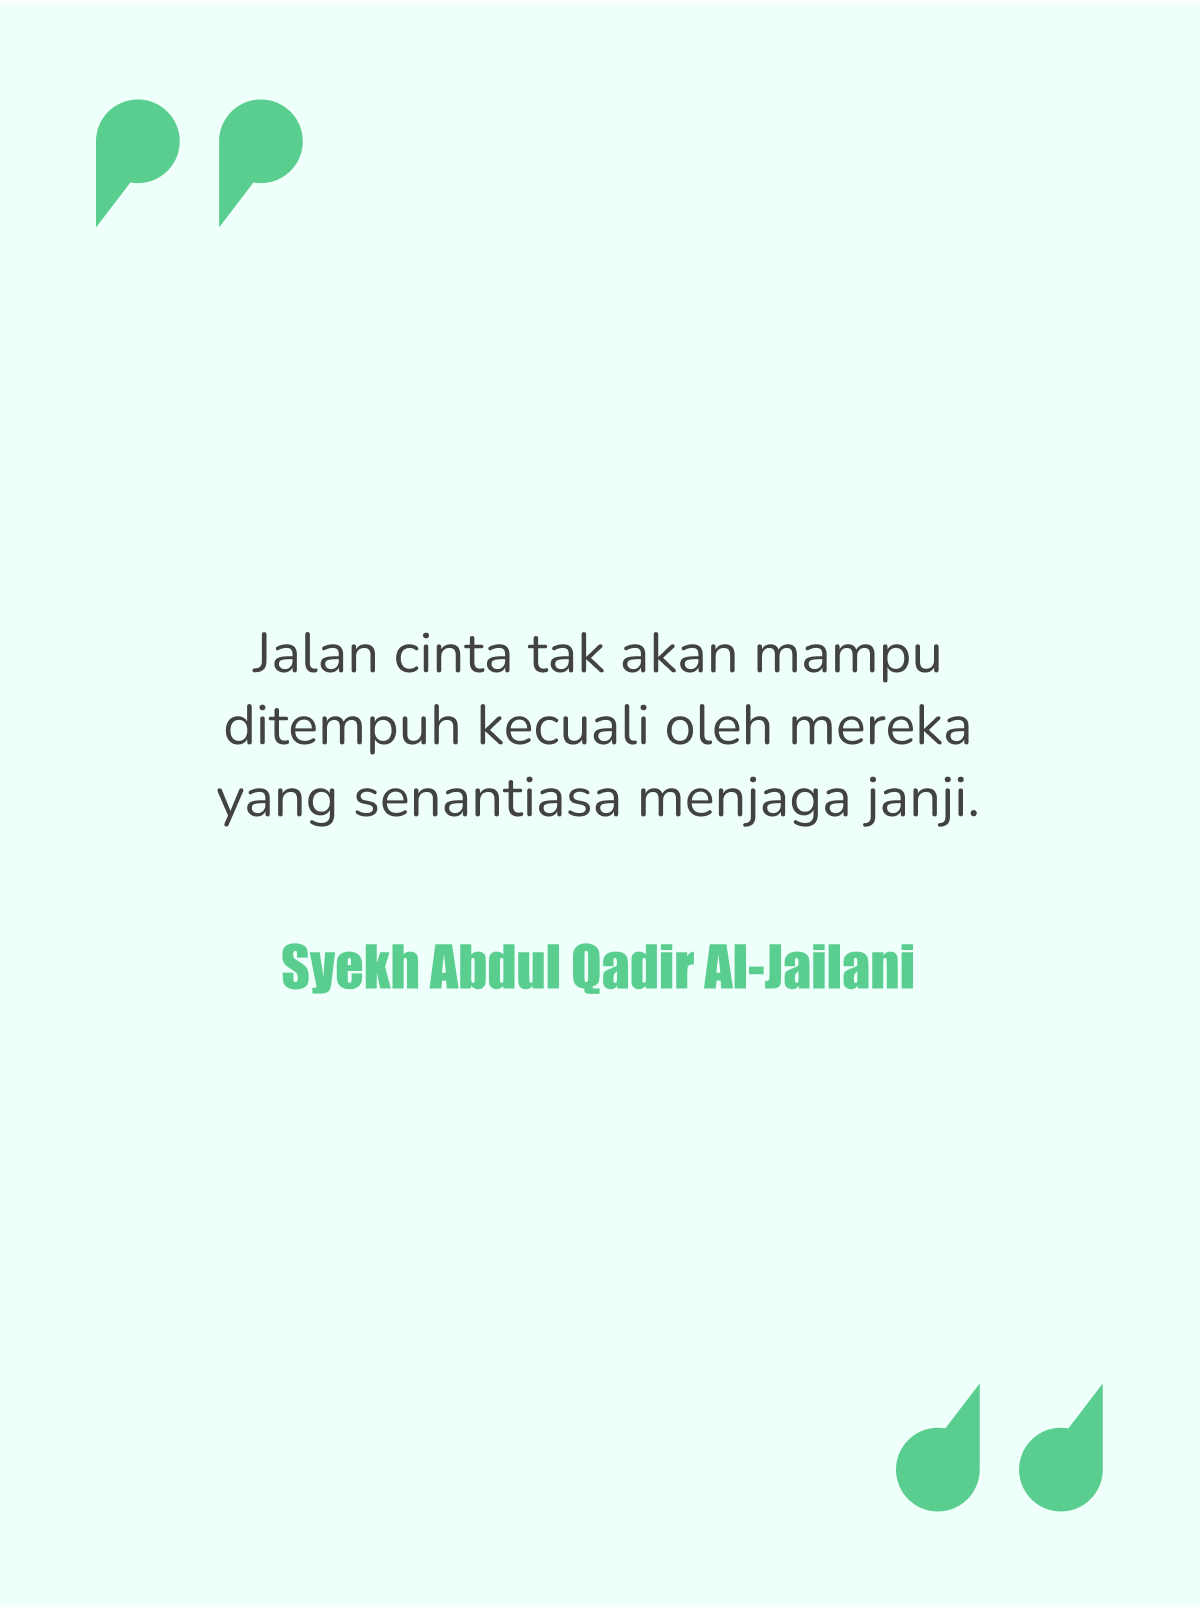 Jalan cinta tak akan mampu
ditempuh kecuali oleh mereka
yang senantiasa menjaga janji.
Syekh Abdul Qadir Al-Jailani